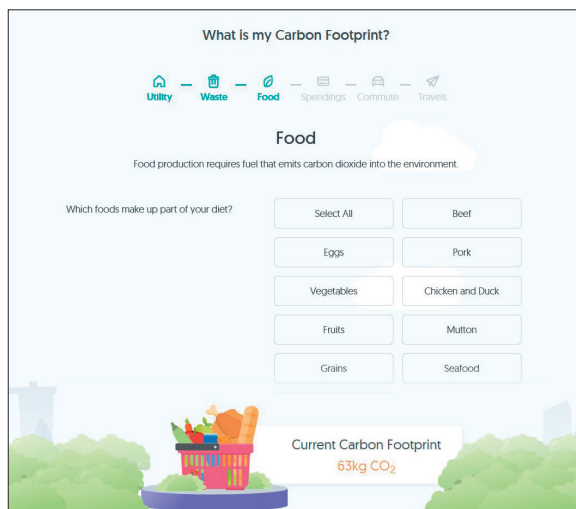 What is my Carbon Footprint?
Utility Waste Food Spendings Commute Travels
Food
Food production requires fuel that emits carbon dioxide into the environment.
Which foods make up part of your diet?
Select All Beef
Eggs Pork
Vegetables Chicken and Duck
Fruits Mutton
Grains Seafood
Current Carbon Footprint
63kg CO₂